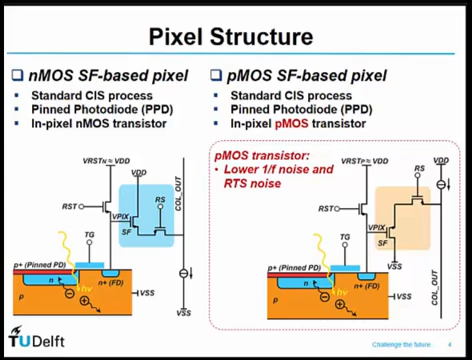 Pixel Structure
nMOS SF-based pixel
Standard CIS process
Pinned Photodiode (PPD)
In-pixel nMOS transistor
pMOS SF-based pixel
Standard CIS process
Pinned Photodiode (PPD)
In-pixel pMOS transistor
VRSTN ≈ VDD
VDD
RS
COL_OUT
RST
VPIX
SF
TG
p+ (Pinned PD)
n
hv
n+ (FD)
p
VSS
VSS
pMOS transistor:
• Lower 1/f noise and
RTS noise
VRSTP ≈ VDD
VDD
RS
RST
VPIX
SF
TG
VSS
p+ (Pinned PD)
n
hv
n+ (FD)
p
VSS
COL_OUT
TUDelft
Challenge the future
4